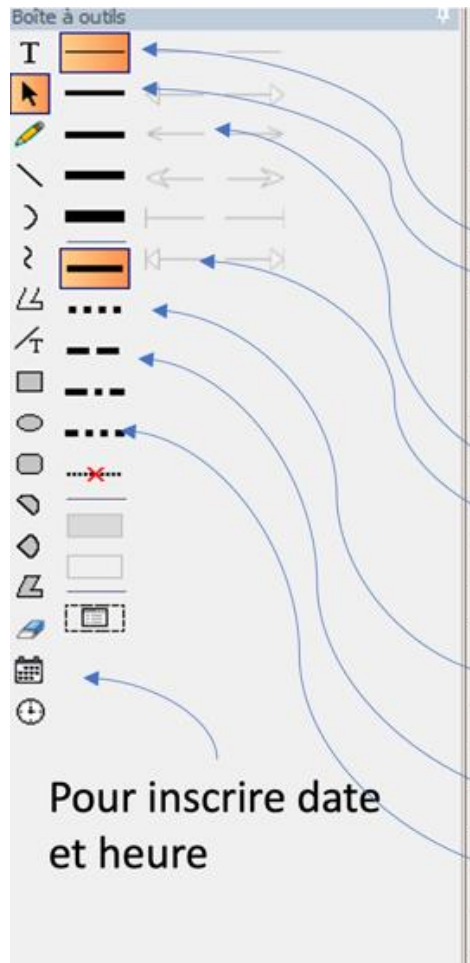 Boîte à outils
T
T
Pour inscrire date
et heure